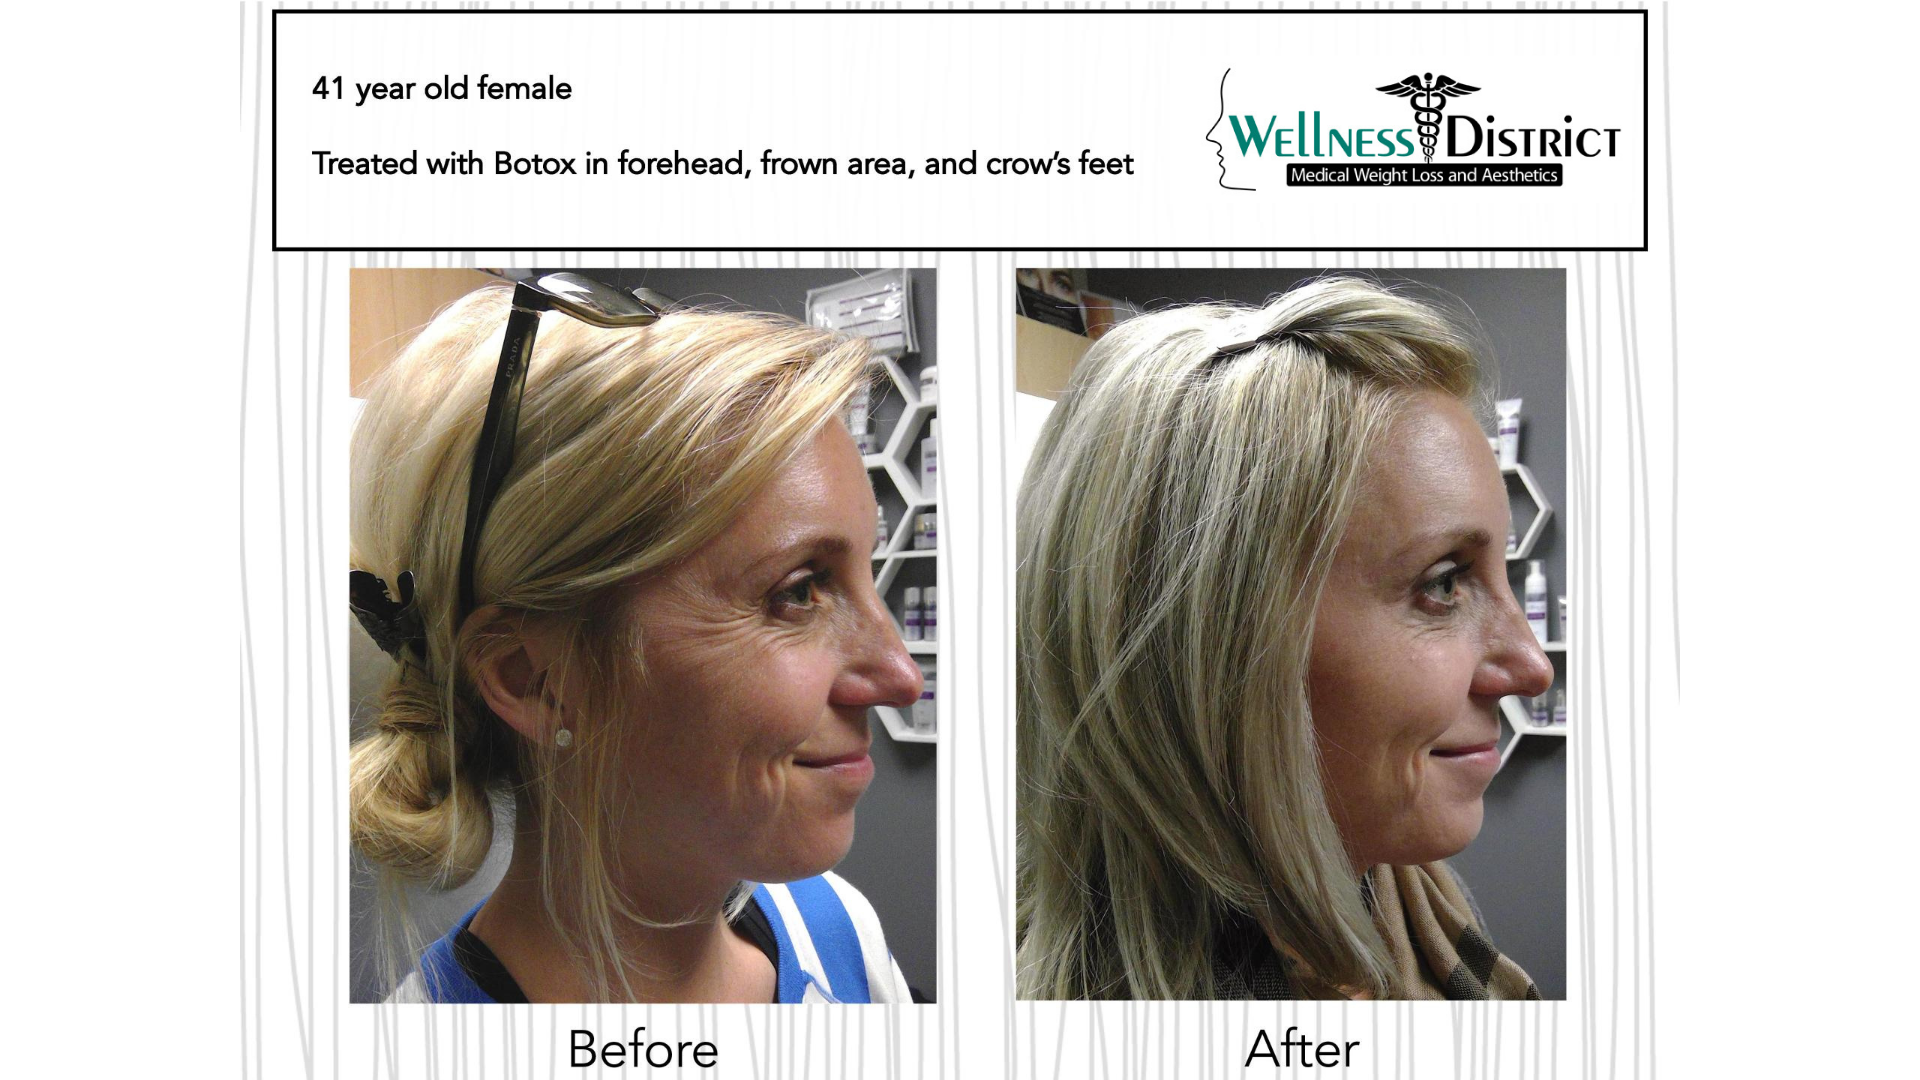 41 year old female
Treated with Botox in forehead, frown area, and crow’s feet
WELLNESS DISTRICT
Medical Weight Loss and Aesthetics
PRADA
Before
After